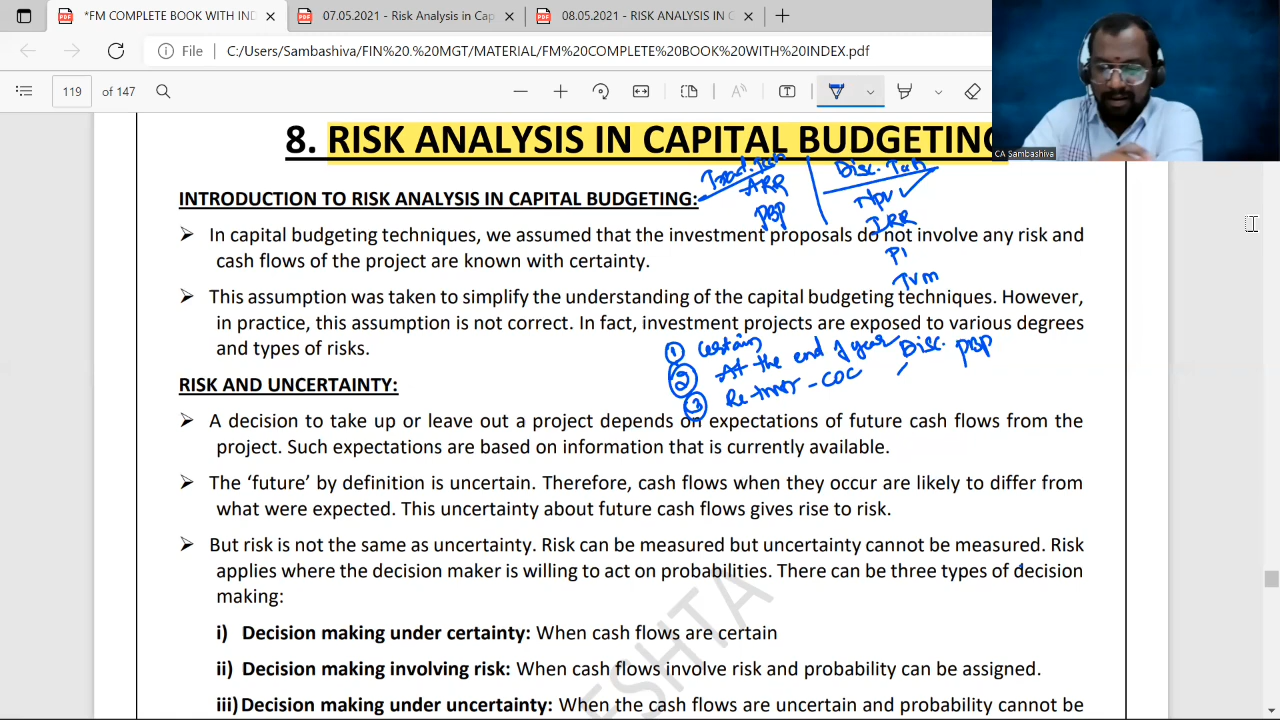 *FM COMPLETE BOOK WITH IND
07.05.2021 - Risk Analysis in Cap
08.05.2021 - RISK ANALYSIS IN C
File C:/Users/Sambashiva/FIN%20.%20MGT/MATERIAL/FM%20COMPLETE%20BOOK%20WITH%20INDEX.pdf
119 of 147
CA Sambashiva
8. RISK ANALYSIS IN CAPITAL BUDGETING
Disc. Tech
ARR
NPV
PBP
IRR
PI
TVM
INTRODUCTION TO RISK ANALYSIS IN CAPITAL BUDGETING:
➤ In capital budgeting techniques, we assumed that the investment proposals do not involve any risk and
cash flows of the project are known with certainty.
➤ This assumption was taken to simplify the understanding of the capital budgeting techniques. However,
in practice, this assumption is not correct. In fact, investment projects are exposed to various degrees
and types of risks.
① Certain
② At the end of year
Disc. PBP
③ - COC
RISK AND UNCERTAINTY:
➤ A decision to take up or leave out a project depends on expectations of future cash flows from the
project. Such expectations are based on information that is currently available.
➤ The ‘future’ by definition is uncertain. Therefore, cash flows when they occur are likely to differ from
what were expected. This uncertainty about future cash flows gives rise to risk.
➤ But risk is not the same as uncertainty. Risk can be measured but uncertainty cannot be measured. Risk
applies where the decision maker is willing to act on probabilities. There can be three types of decision
making:
i) Decision making under certainty: When cash flows are certain
ii) Decision making involving risk: When cash flows involve risk and probability can be assigned.
iii) Decision making under uncertainty: When the cash flows are uncertain and probability cannot be
ESHTA